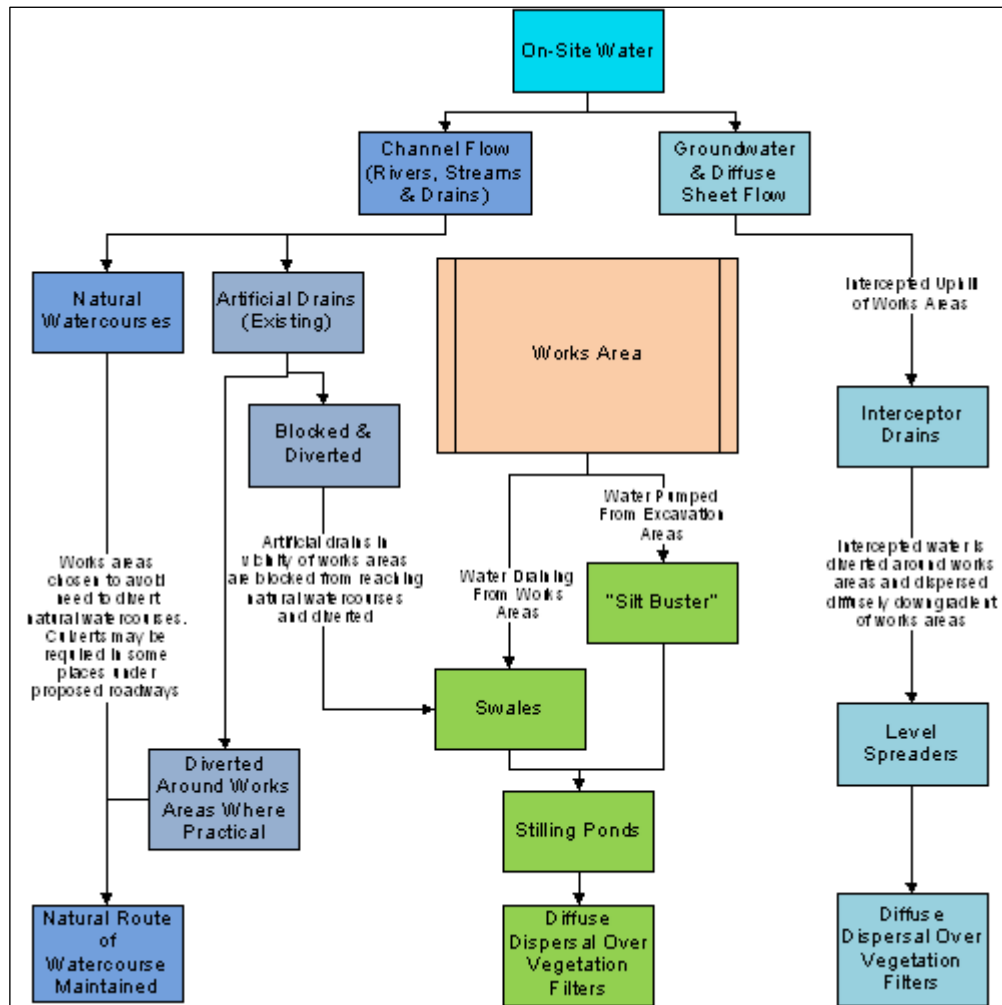 On-Site Water
Channel Flow
(Rivers, Streams
& Drains)
Groundwater
& Diffuse
Sheet Flow
Natural
Watercourses
Artificial Drains
(Existing)
Works Area
Intercepted Uphill
of Works Areas
Blocked &
Diverted
Interceptor
Drains
Water Pumped
From Excavation
Areas
Works areas
chosen to avoid
need to divert
natural watercourses.
Culverts may be
required in some
places under
proposed roadways
Artificial drains in
vicinity of works areas
are blocked from reaching
natural watercourses
and diverted
Water Draining
From Works
Areas
"Silt Buster"
Intercepted water is
diverted around works
areas and dispersed
diffusely downgradient
of works areas
Swales
Level
Spreaders
Diverted
Around Works
Areas Where
Practical
Stilling Ponds
Natural Route
of
Watercourse
Maintained
Diffuse
Dispersal Over
Vegetation
Filters
Diffuse
Dispersal Over
Vegetation
Filters